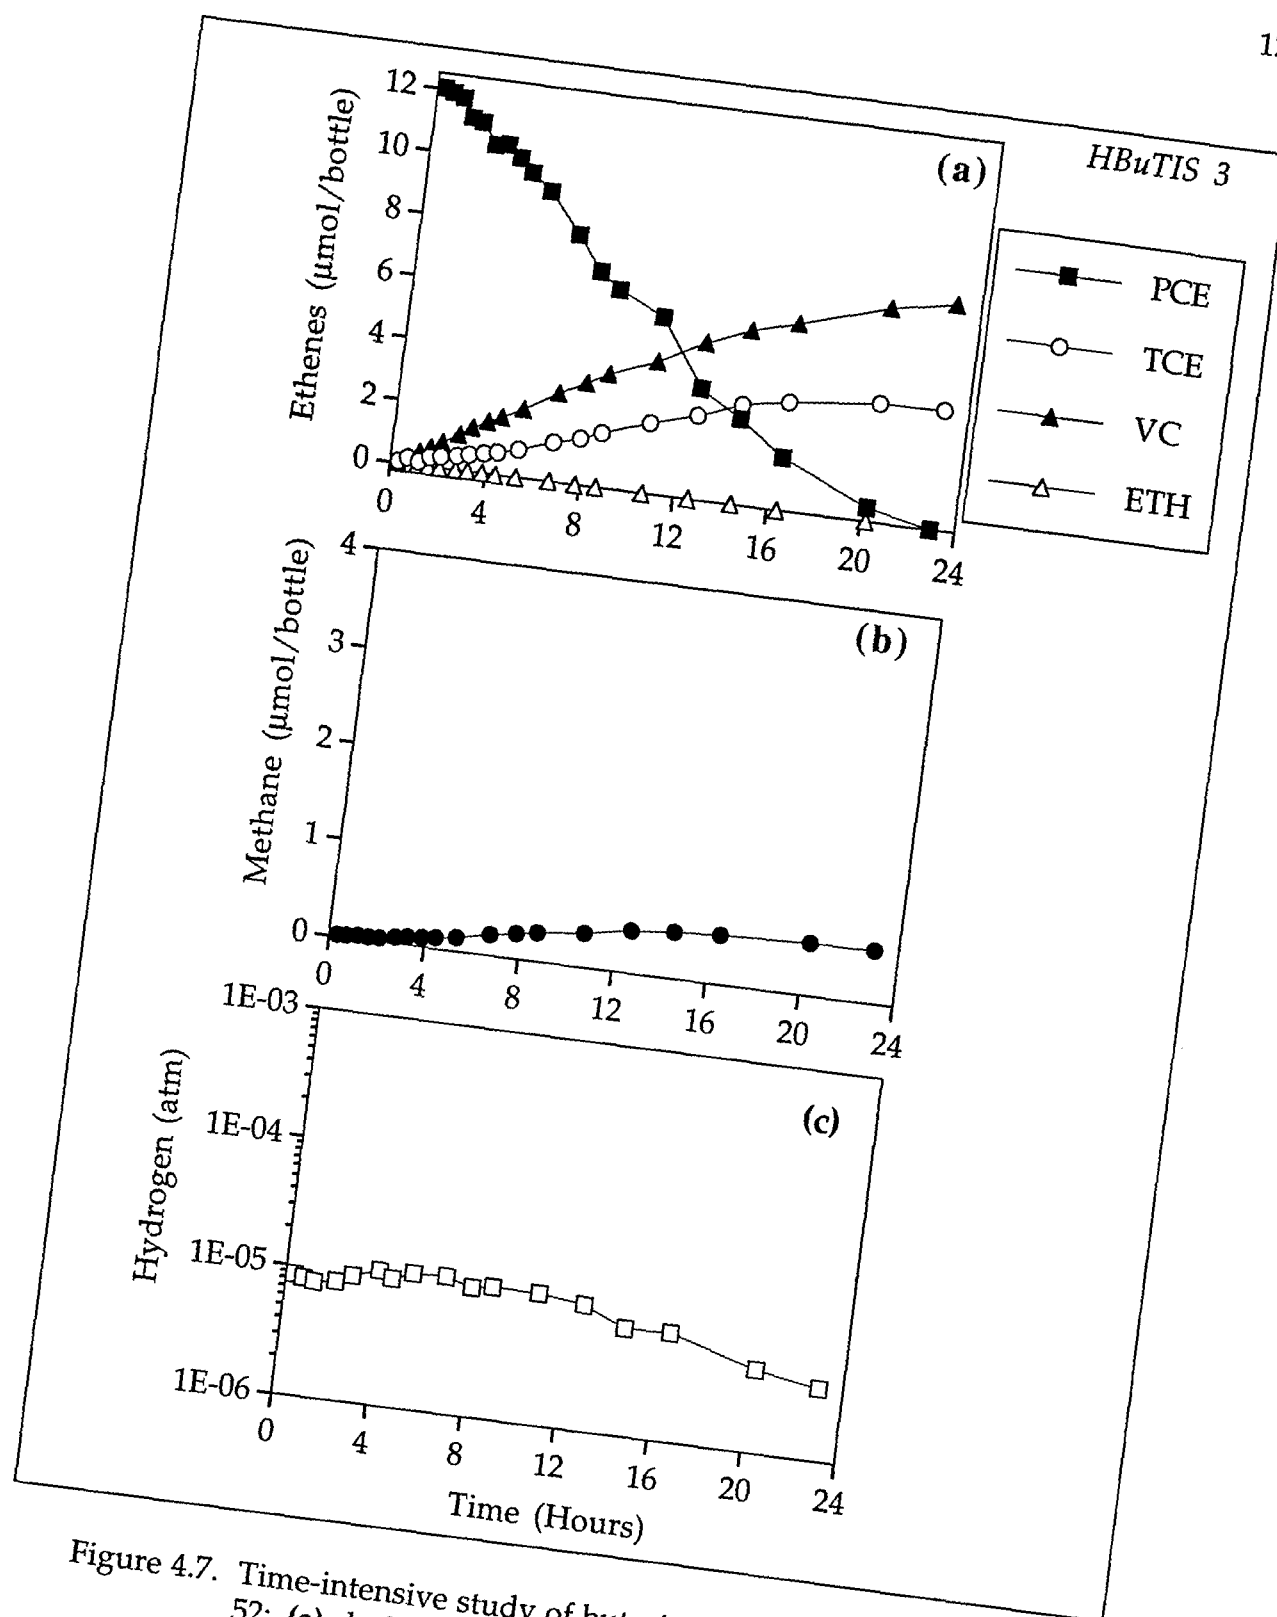 HBuTIS 3
(a)
Ethenes (µmol/bottle)
12
10
8
6
4
2
0
0 4 8 12 16 20 24
PCE
TCE
VC
ETH
(b)
Methane (µmol/bottle)
4
3
2
1
0
0 4 8 12 16 20 24
(c)
Hydrogen (atm)
1E-03
1E-04
1E-05
1E-06
0 4 8 12 16 20 24
Time (Hours)
Figure 4.7. Time-intensive study of
52: (a)